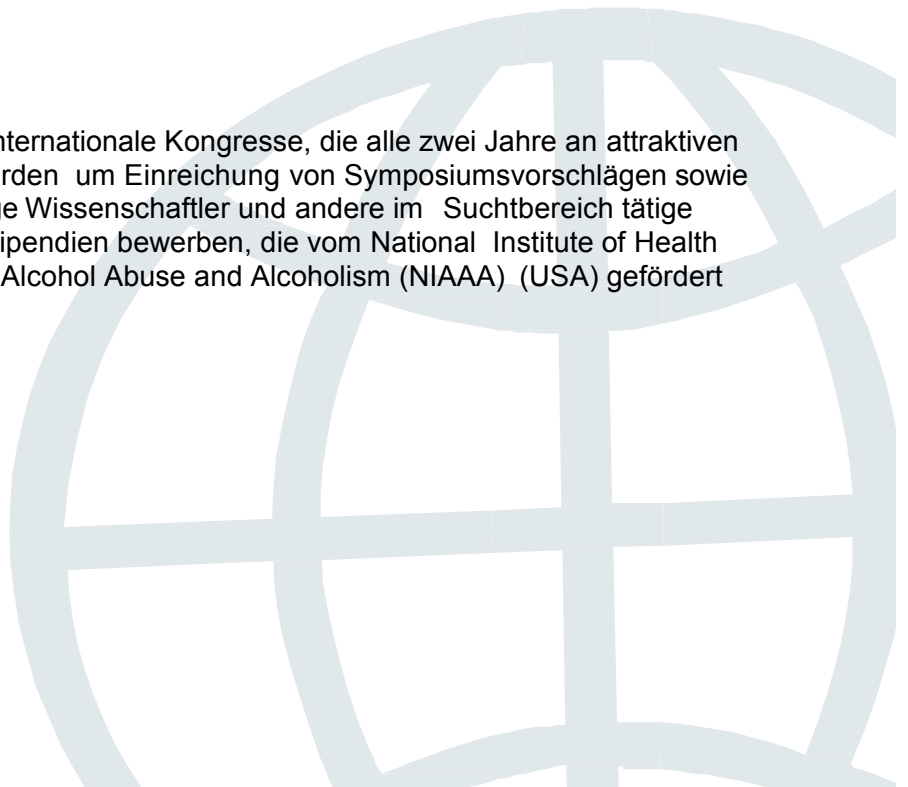 nternationale Kongresse, die alle zwei Jahre an attraktiven
rden um Einreichung von Symposiumsvorschlägen sowie
ge Wissenschaftler und andere im Suchtbereich tätige
ipendien bewerben, die vom National Institute of Health
Alcohol Abuse and Alcoholism (NIAAA) (USA) gefördert